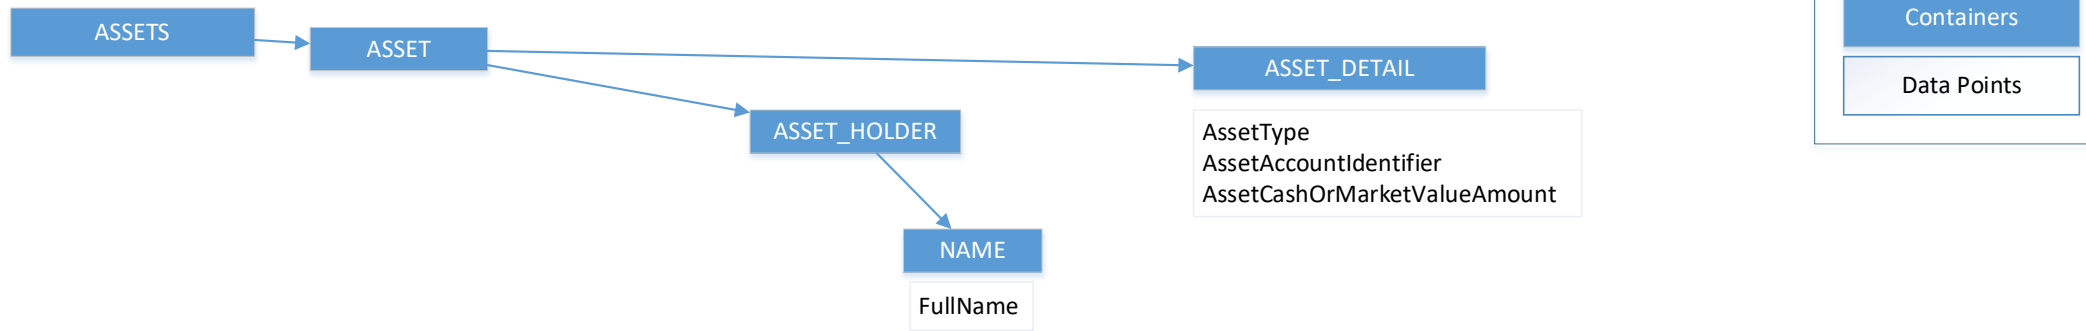 ASSETS
ASSET
ASSET_DETAIL
AssetType
AssetAccountIdentifier
AssetCashOrMarketValueAmount
ASSET_HOLDER
NAME
FullName
Containers
Data Points